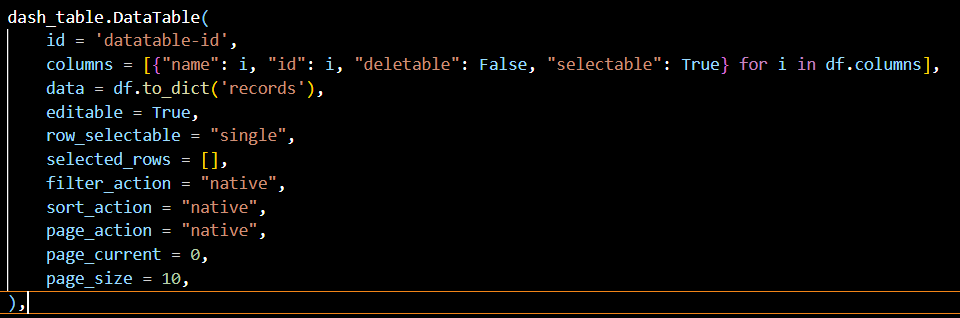 dash_table.DataTable(
    id = 'datatable-id',
    columns = [{"name": i, "id": i, "deletable": False, "selectable": True} for i in df.columns],
    data = df.to_dict('records'),
    editable = True,
    row_selectable = "single",
    selected_rows = [],
    filter_action = "native",
    sort_action = "native",
    page_action = "native",
    page_current = 0,
    page_size = 10,
),